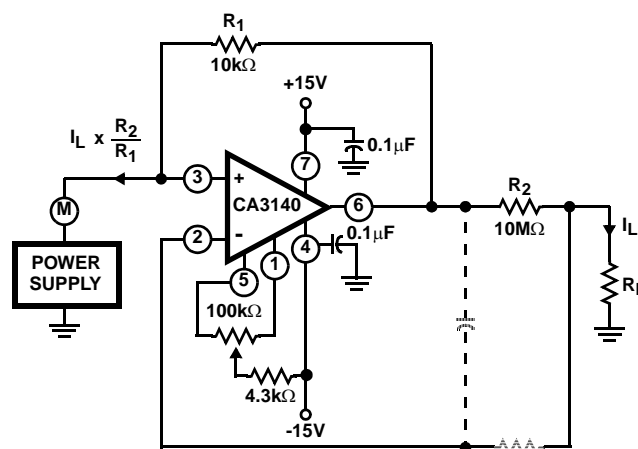 R1
10kΩ
+15V
IL x R2/R1
0.1μF
7
3
+
CA3140
6
R2
10MΩ
IL
M
2
-
4
0.1μF
1
5
POWER
SUPPLY
100kΩ
4.3kΩ
-15V